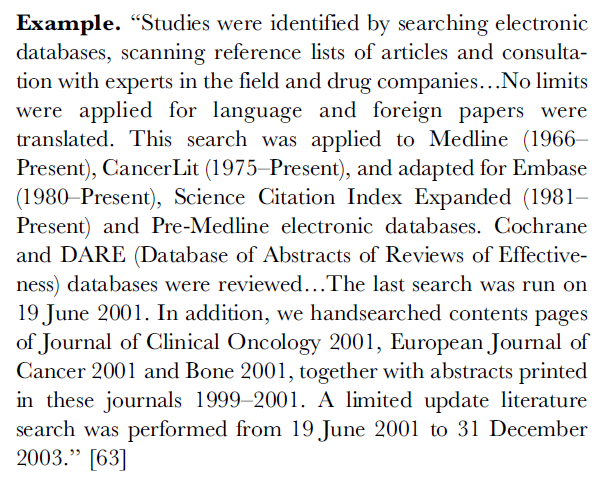 Example. “Studies were identified by searching electronic
databases, scanning reference lists of articles and consulta-
tion with experts in the field and drug companies…No limits
were applied for language and foreign papers were
translated. This search was applied to Medline (1966–
Present), CancerLit (1975–Present), and adapted for Embase
(1980–Present), Science Citation Index Expanded (1981–
Present) and Pre-Medline electronic databases. Cochrane
and DARE (Database of Abstracts of Reviews of Effective-
ness) databases were reviewed…The last search was run on
19 June 2001. In addition, we handsearched contents pages
of Journal of Clinical Oncology 2001, European Journal of
Cancer 2001 and Bone 2001, together with abstracts printed
in these journals 1999–2001. A limited update literature
search was performed from 19 June 2001 to 31 December
2003.” [63]